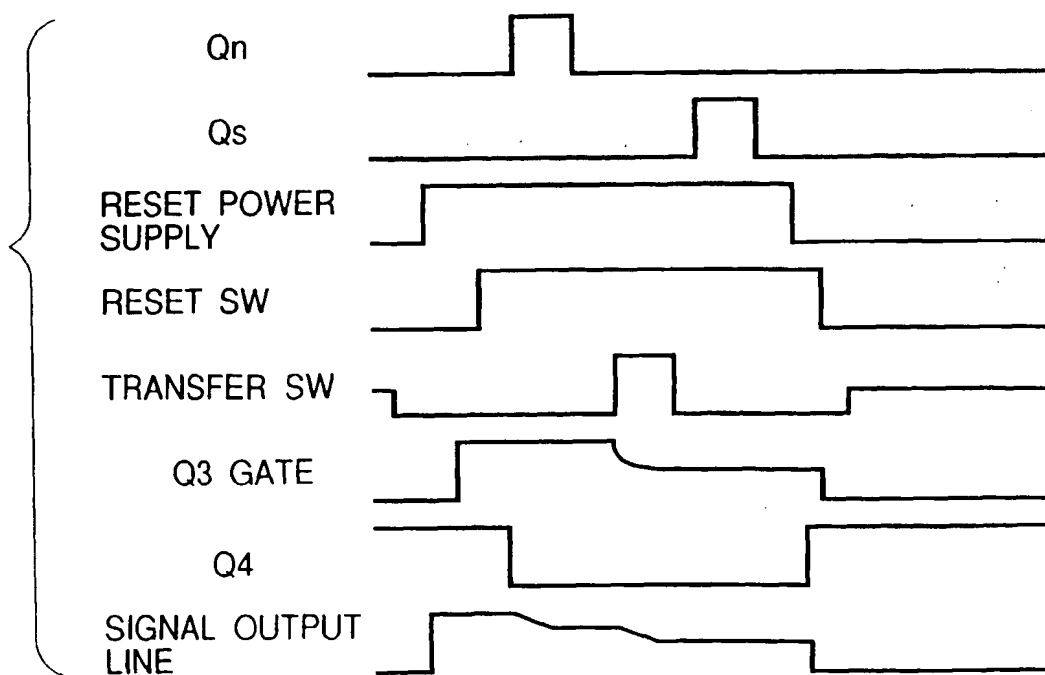 Qn
Qs
RESET POWER
SUPPLY
RESET SW
TRANSFER SW
Q3 GATE
Q4
SIGNAL OUTPUT
LINE